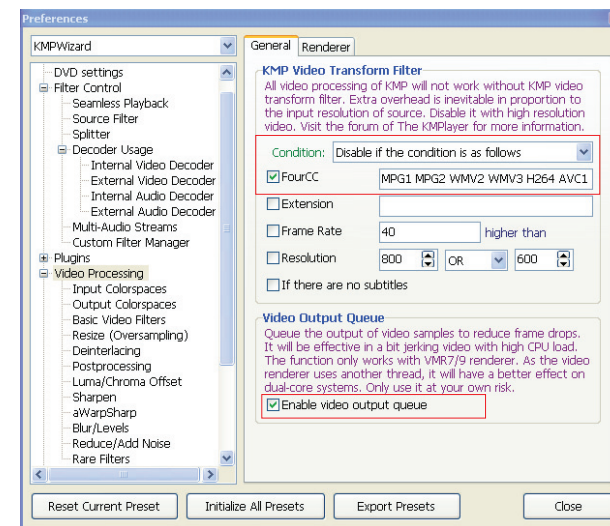 Preferences
KMPWizard
DVD settings
Filter Control
Seamless Playback
Source Filter
Splitter
Decoder Usage
Internal Video Decoder
External Video Decoder
Internal Audio Decoder
External Audio Decoder
Multi-Audio Streams
Custom Filter Manager
Plugins
Video Processing
Input Colorspaces
Output Colorspaces
Basic Video Filters
Resize (Oversampling)
Deinterlacing
Postprocessing
Luma/Chroma Offset
Sharpen
aWarpSharp
Blur/Levels
Reduce/Add Noise
Rare Filters
General Renderer
KMP Video Transform Filter
All video processing of KMP will not work without KMP video
transform filter. Extra overhead is inevitable in proportion to
the input resolution of source. Disable it with high resolution
video. Visit the forum of The KMPlayer for more information.
Condition: Disable if the condition is as follows
FourCC MPG1 MPG2 WMV2 WMV3 H264 AVC1
Extension
Frame Rate 40 higher than
Resolution 800 OR 600
If there are no subtitles
Video Output Queue
Queue the output of video samples to reduce frame drops.
It will be effective in a bit jerking video with high CPU load.
The function only works with VMR7/9 renderer. As the video
renderer uses another thread, it will have a better effect on
dual-core systems. Only use it at your own risk.
Enable video output queue
Reset Current Preset Initialize All Presets Export Presets Close